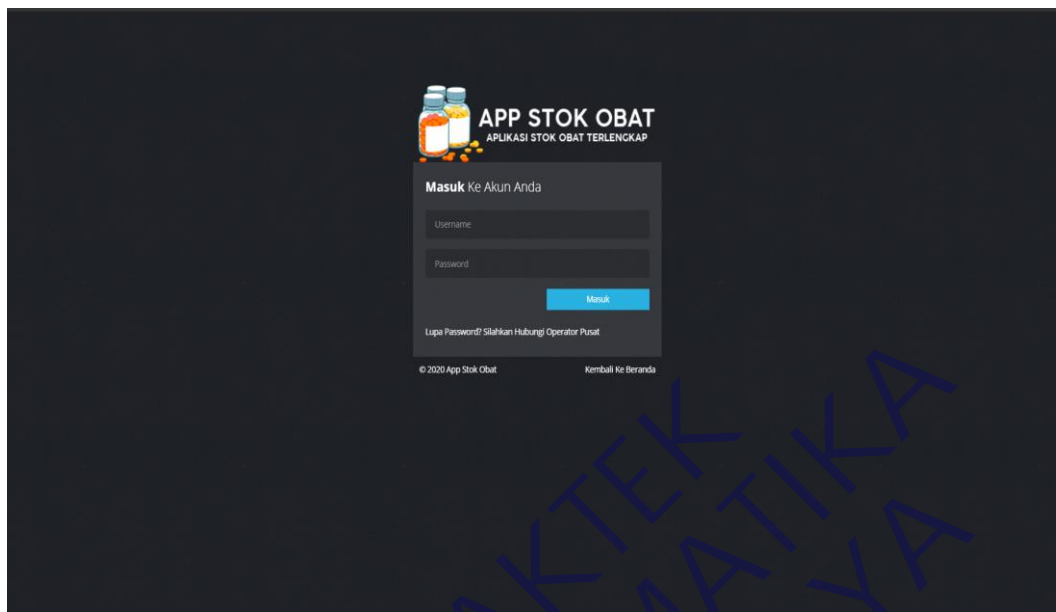 APP STOK OBAT
APLIKASI STOK OBAT TERLENGKAP
Masuk Ke Akun Anda
Username
Password
Masuk
Lupa Password? Silahkan Hubungi Operator Pusat
© 2020 App Stok Obat Kembali Ke Beranda